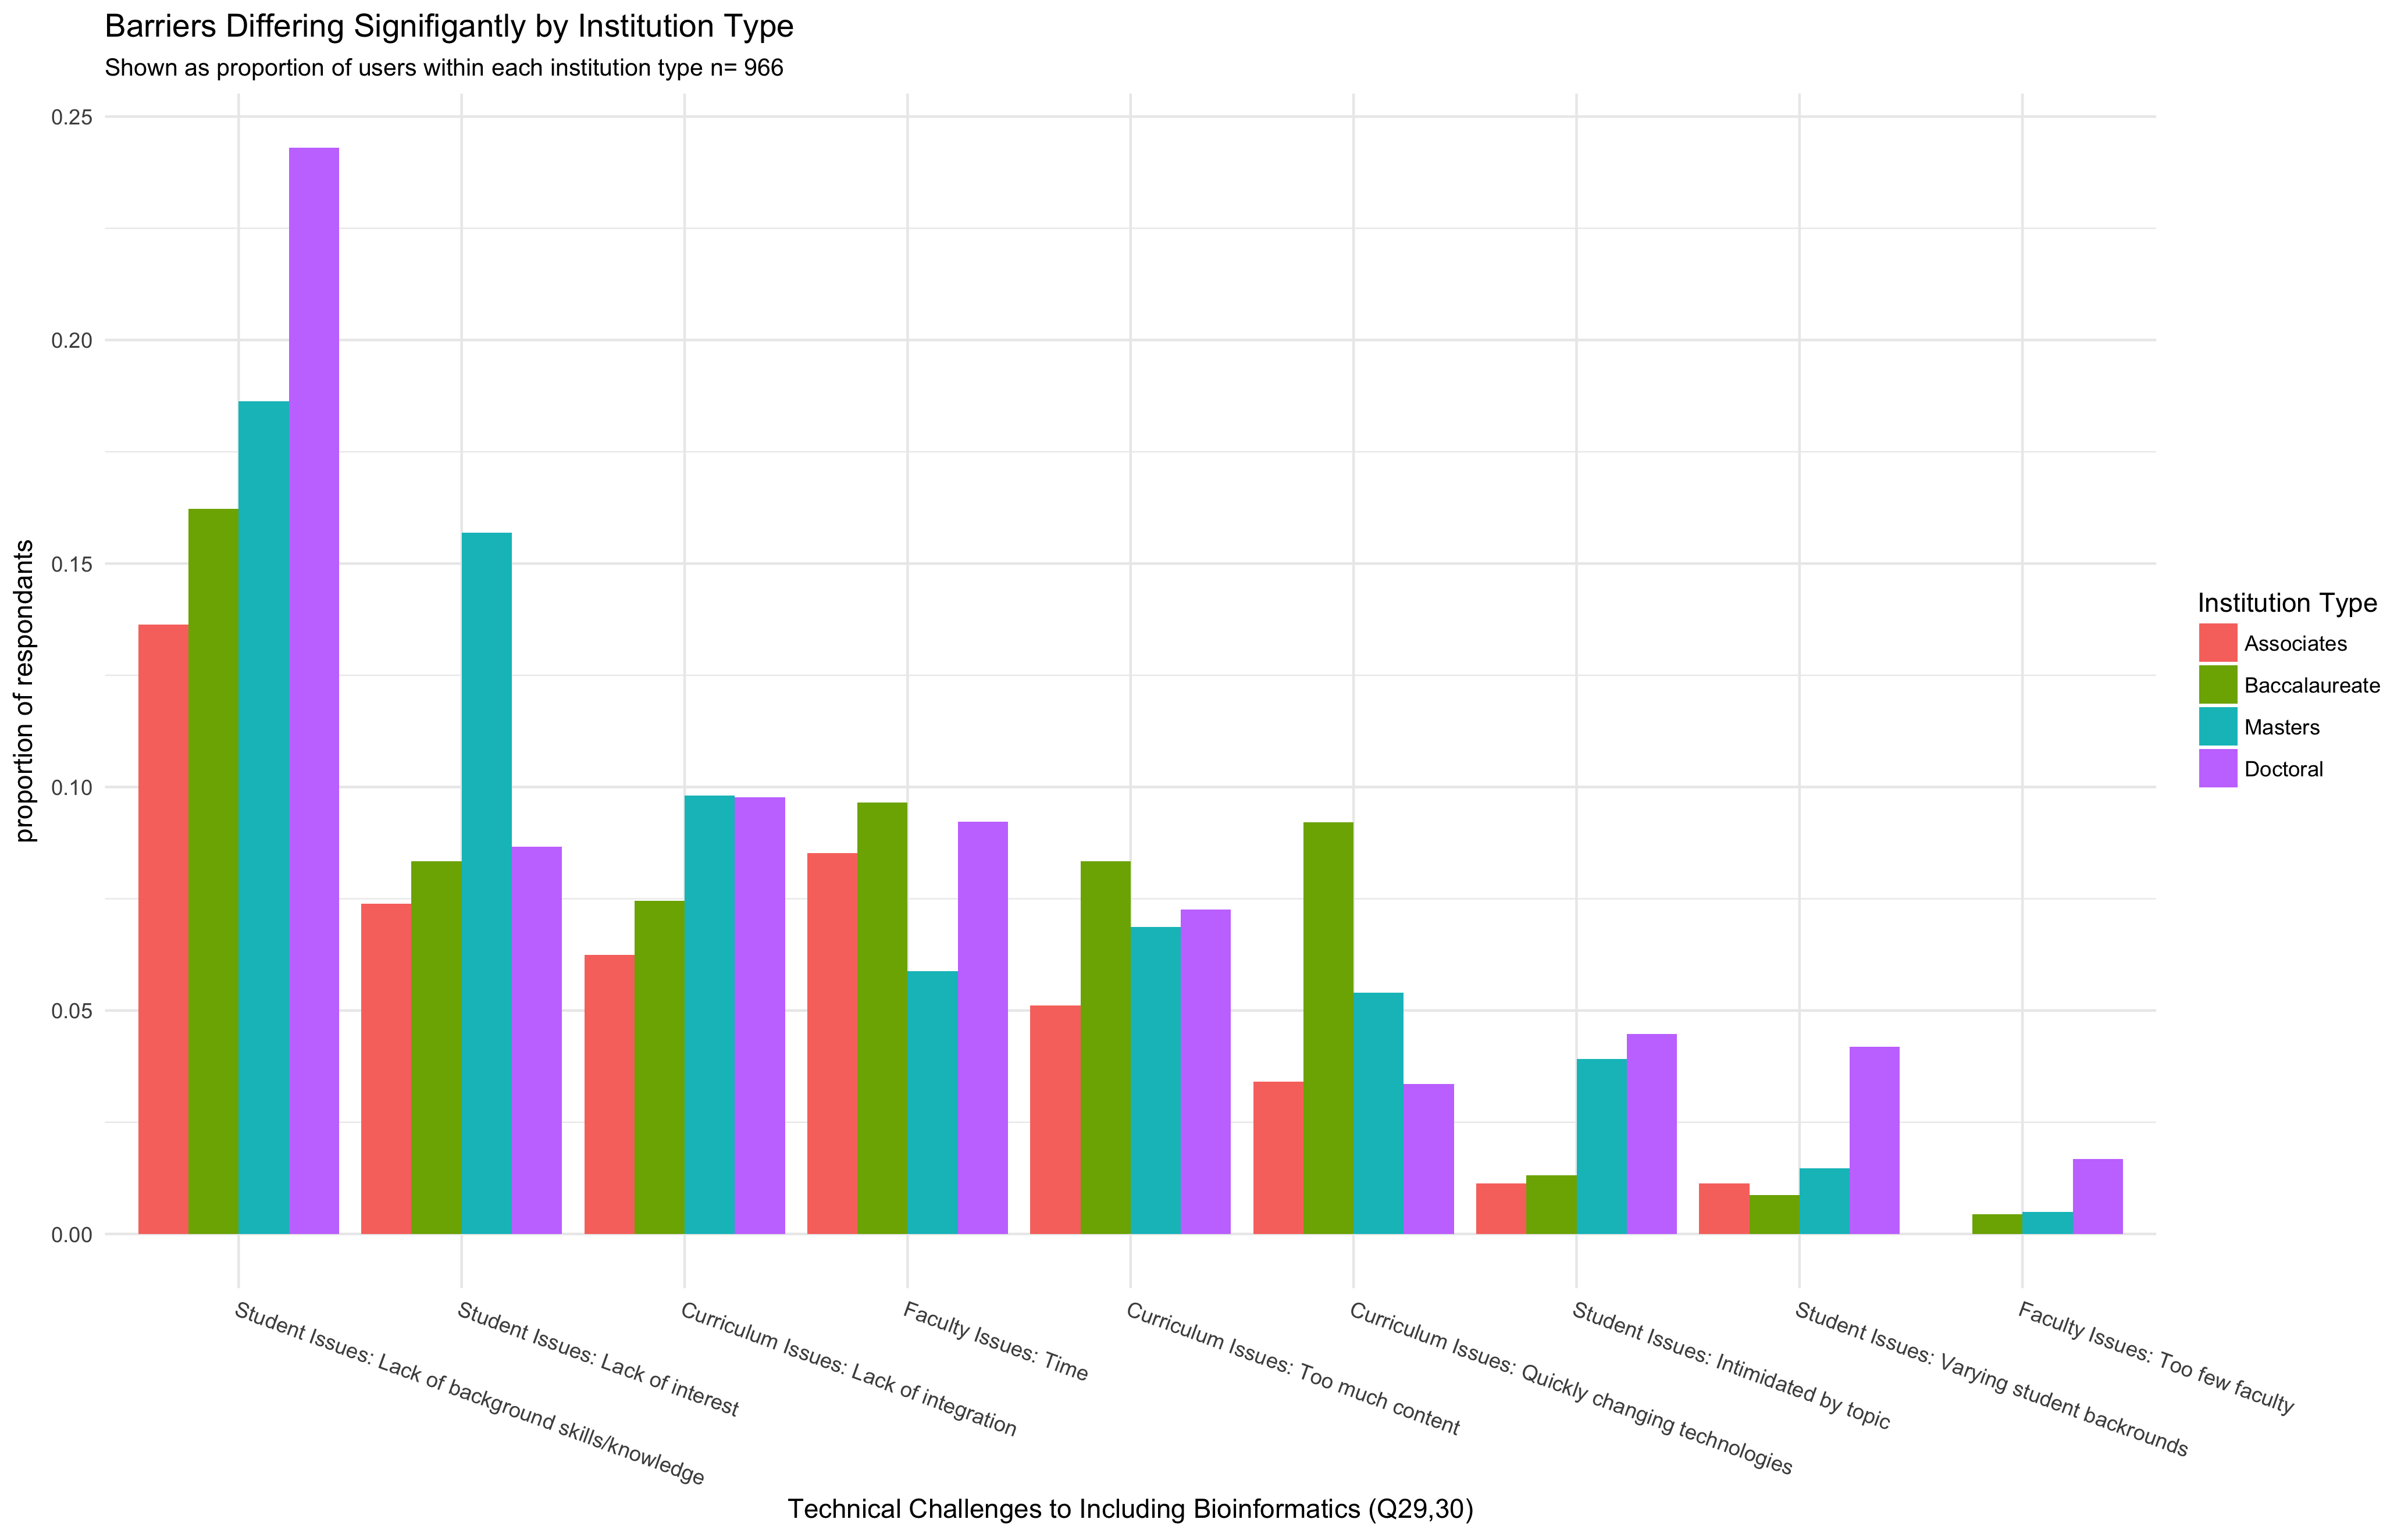 Barriers Differing Signifigantly by Institution Type
Shown as proportion of users within each institution type n= 966
proportion of respondants
0.25
0.20
0.15
0.10
0.05
0.00
Student Issues: Lack of background skills/knowledge
Student Issues: Lack of interest
Curriculum Issues: Lack of integration
Faculty Issues: Time
Curriculum Issues: Too much content
Curriculum Issues: Quickly changing technologies
Student Issues: Intimidated by topic
Student Issues: Varying student backrounds
Faculty Issues: Too few faculty
Technical Challenges to Including Bioinformatics (Q29,30)
Institution Type
Associates
Baccalaureate
Masters
Doctoral